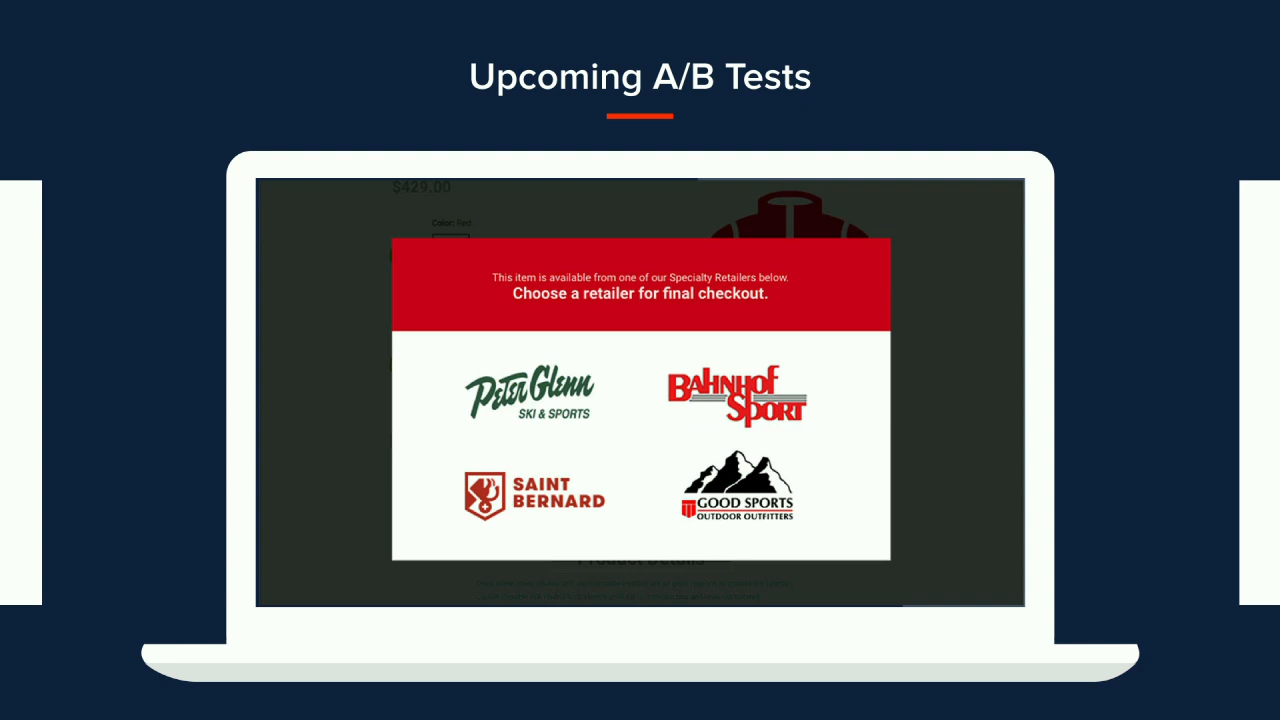 Upcoming A/B Tests
$429.00
Color: Red
This item is available from one of our Specialty Retailers below.
Choose a retailer for final checkout.
Peter Glenn
SKI & SPORTS
BAHNHOF
SPORT
SAINT
BERNARD
GOOD SPORTS
OUTDOOR OUTFITTERS
Product Details